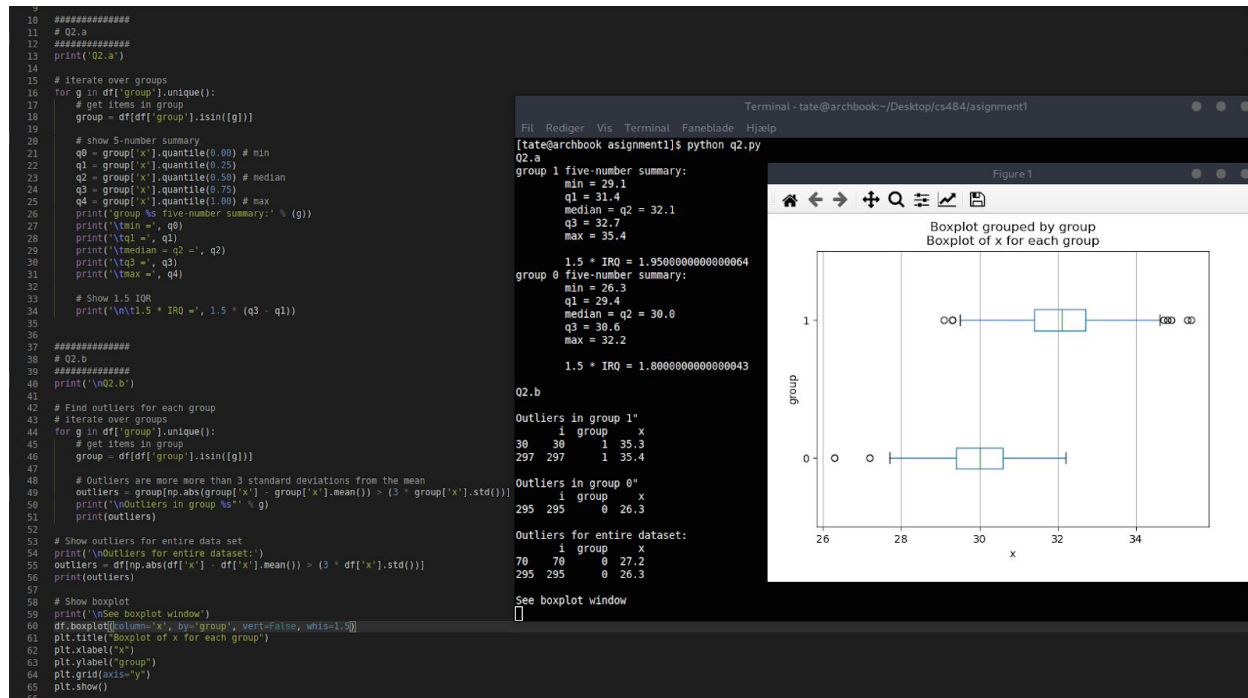 9
10 ##############
11 # Q2.a
12 ##############
13 print('Q2.a')
14
15 # iterate over groups
16 for g in df['group'].unique():
17     # get items in group
18     group = df[df['group'].isin([g])]
19
20     # show 5-number summary
21     q0 = group['x'].quantile(0.00) # min
22     q1 = group['x'].quantile(0.25)
23     q2 = group['x'].quantile(0.50) # median
24     q3 = group['x'].quantile(0.75)
25     q4 = group['x'].quantile(1.00) # max
26     print('group %s five-number summary:' % (g))
27     print('\tmin =', q0)
28     print('\tq1 =', q1)
29     print('\tmedian = q2 =', q2)
30     print('\tq3 =', q3)
31     print('\tmax =', q4)
32
33     # Show 1.5 IQR
34     print('\n\t1.5 * IRQ =', 1.5 * (q3 - q1))
35
36
37 ##############
38 # Q2.b
39 ##############
40 print('\nQ2.b')
41
42 # Find outliers for each group
43 # iterate over groups
44 for g in df['group'].unique():
45     # get items in group
46     group = df[df['group'].isin([g])]
47
48     # Outliers are more more than 3 standard deviations from the mean
49     outliers = group[np.abs(group['x'] - group['x'].mean()) > (3 * group['x'].std())]
50     print('\nOutliers in group %s"' % g)
51     print(outliers)
52
53 # Show outliers for entire data set
54 print('\nOutliers for entire dataset:')
55 outliers = df[np.abs(df['x'] - df['x'].mean()) > (3 * df['x'].std())]
56 print(outliers)
57
58 # Show boxplot
59 print('\nSee boxplot window')
60 df.boxplot(column='x', by='group', vert=False, whis=1.5)
61 plt.title("Boxplot of x for each group")
62 plt.xlabel("x")
63 plt.ylabel("group")
64 plt.grid(axis="y")
65 plt.show()
66
Terminal - tate@archbook:~/Desktop/cs484/asignment1
Fil Rediger Vis Terminal Faneblade Hjælp
[tate@archbook asignment1]$ python q2.py
Q2.a
group 1 five-number summary:
min = 29.1
q1 = 31.4
median = q2 = 32.1
q3 = 32.7
max = 35.4
1.5 * IRQ = 1.9500000000000064
group 0 five-number summary:
min = 26.3
q1 = 29.4
median = q2 = 30.0
q3 = 30.6
max = 32.2
1.5 * IRQ = 1.8000000000000043
Q2.b
Outliers in group 1"
i group x
30 30 1 35.3
297 297 1 35.4
Outliers in group 0"
i group x
295 295 0 26.3
Outliers for entire dataset:
i group x
70 70 0 27.2
295 295 0 26.3
See boxplot window
Figure 1
Boxplot grouped by group
Boxplot of x for each group
1
group
0
26 28 30 32 34
x